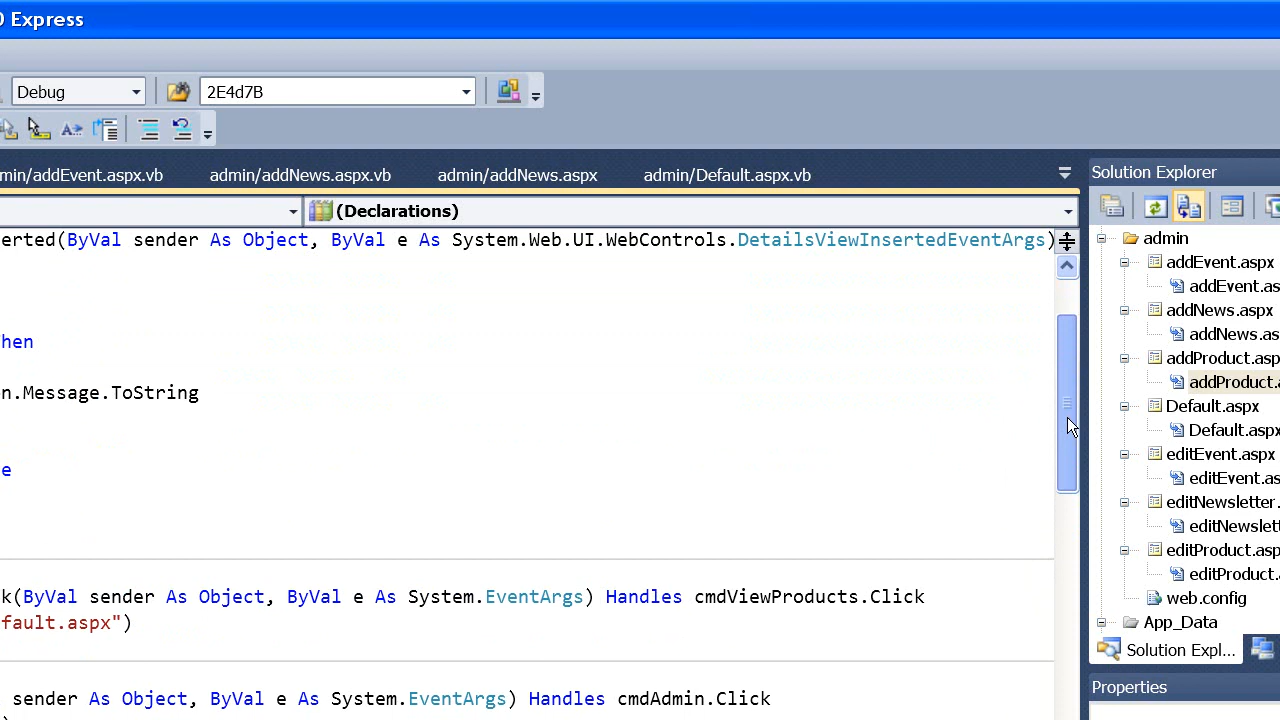 Express
Debug
2E4d7B
min/addEvent.aspx.vb
admin/addNews.aspx.vb
admin/addNews.aspx
admin/Default.aspx.vb
(Declarations)
erted(ByVal sender As Object, ByVal e As System.Web.UI.WebControls.DetailsViewInsertedEventArgs)
hen
n.Message.ToString
e
k(ByVal sender As Object, ByVal e As System.EventArgs) Handles cmdViewProducts.Click
fault.aspx")
sender As Object, ByVal e As System.EventArgs) Handles cmdAdmin.Click
Solution Explorer
admin
addEvent.aspx
addEvent.as
addNews.aspx
addNews.as
addProduct.asp
addProduct.a
Default.aspx
Default.aspx
editEvent.aspx
editEvent.as
editNewsletter.
editNewslett
editProduct.asp
editProduct.
web.config
App_Data
Solution Expl...
Properties